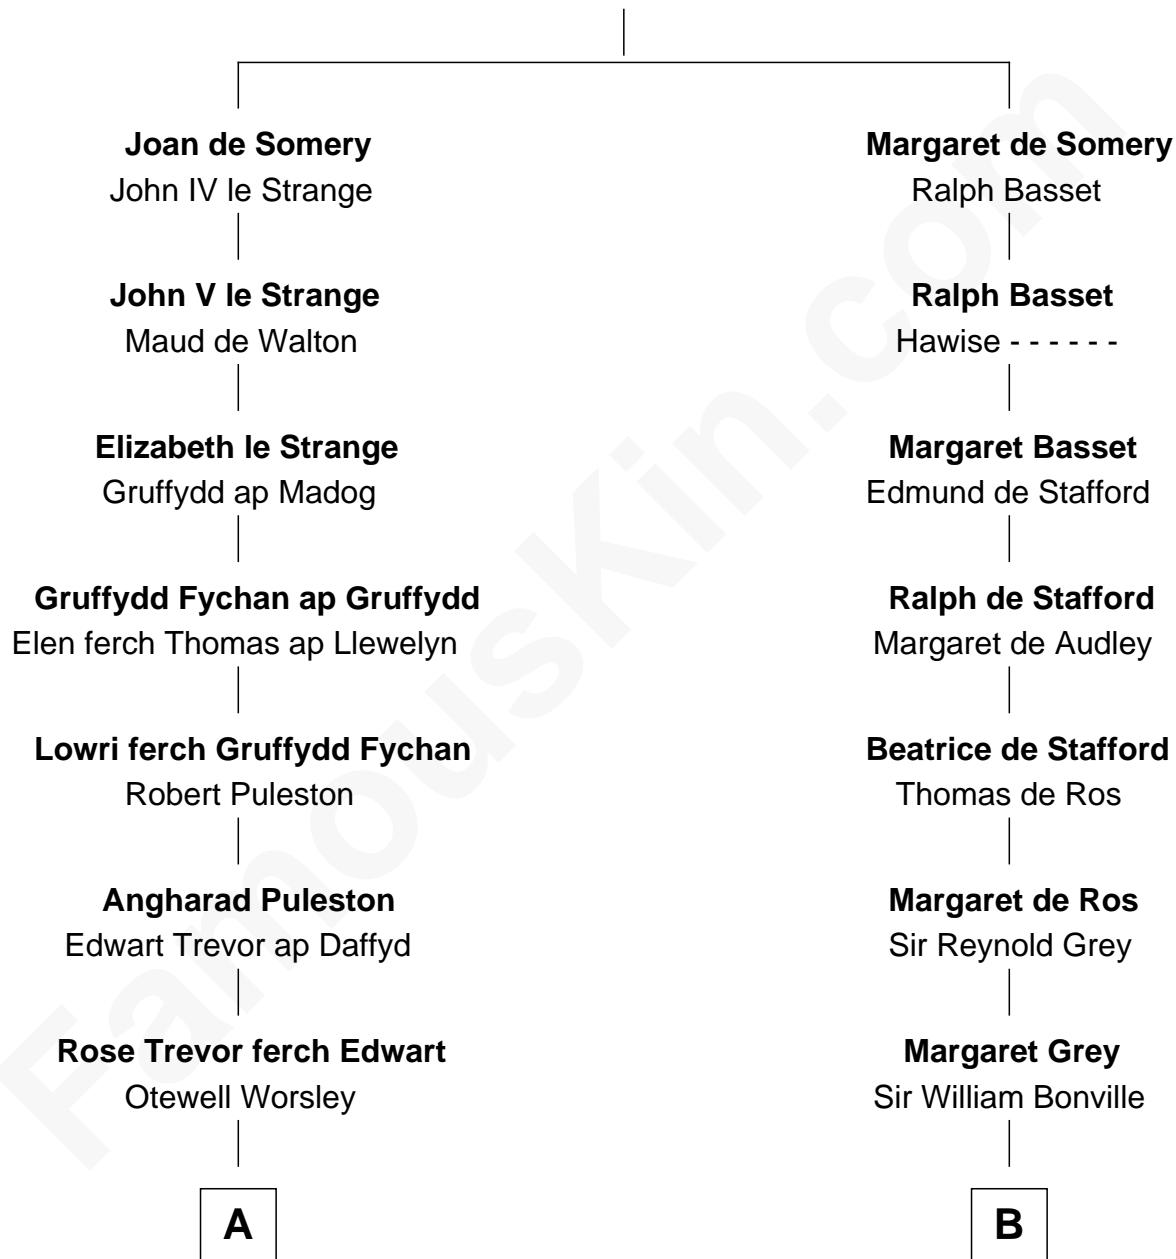 Joan de Somery
John IV le Strange
John V le Strange
Maud de Walton
Elizabeth le Strange
Gruffydd ap Madog
Gruffydd Fychan ap Gruffydd
Elen ferch Thomas ap Llewelyn
Lowri ferch Gruffydd Fychan
Robert Puleston
Angharad Puleston
Edwart Trevor ap Daffyd
Rose Trevor ferch Edwart
Otewell Worsley
A
Margaret de Somery
Ralph Basset
Ralph Basset
Hawise - - - - - -
Margaret Basset
Edmund de Stafford
Ralph de Stafford
Margaret de Audley
Beatrice de Stafford
Thomas de Ros
Margaret de Ros
Sir Reynold Grey
Margaret Grey
Sir William Bonville
B
FamousKin.com